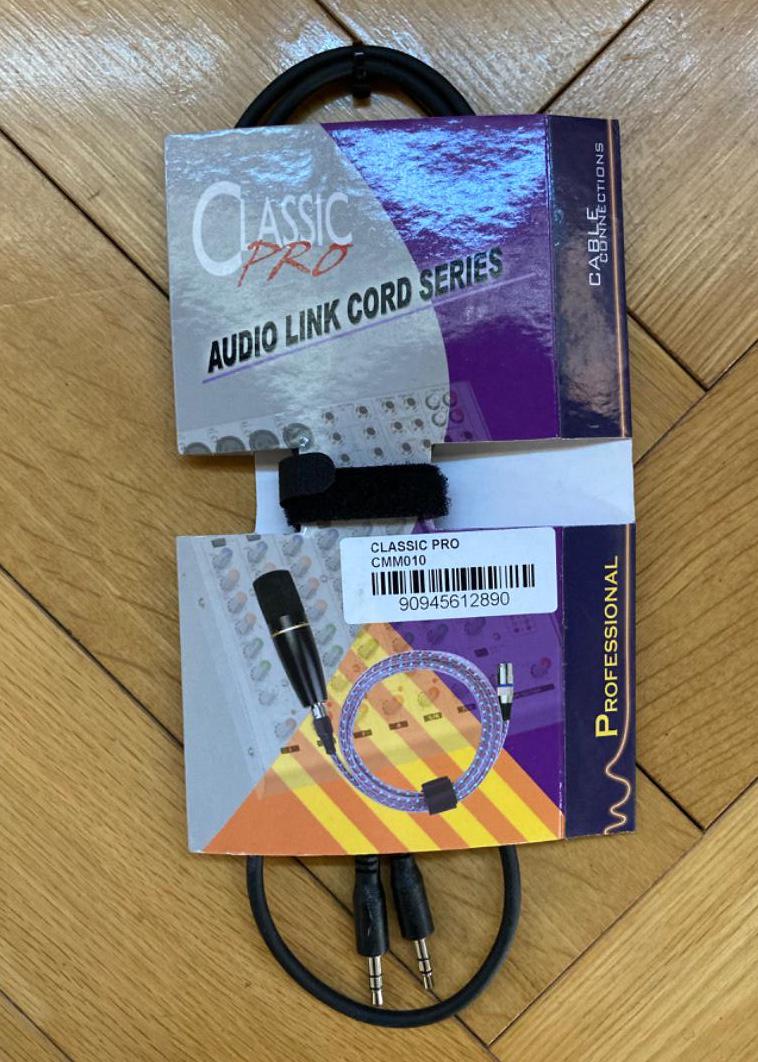 CLASSIC
PRO
AUDIO LINK CORD SERIES
CABLE
CONNECTIONS
CLASSIC PRO
CMM010
90945612890
PROFESSIONAL